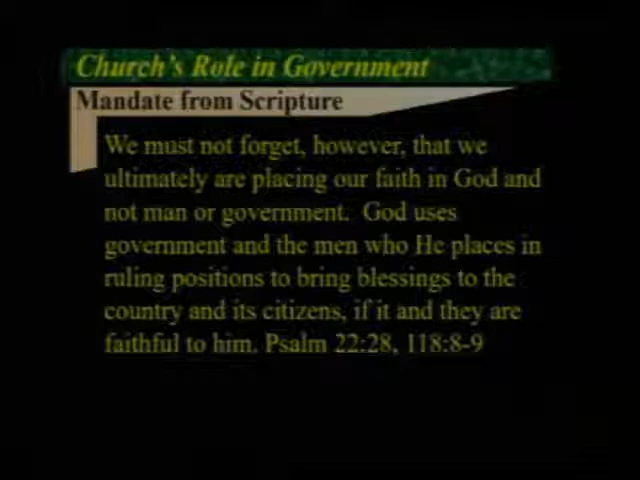 Church's Role in Government
Mandate from Scripture
We must not forget, however, that we
ultimately are placing our faith in God and
not man or government.  God uses
government and the men who He places in
ruling positions to bring blessings to the
country and its citizens, if it and they are
faithful to him. Psalm 22:28, 118:8-9